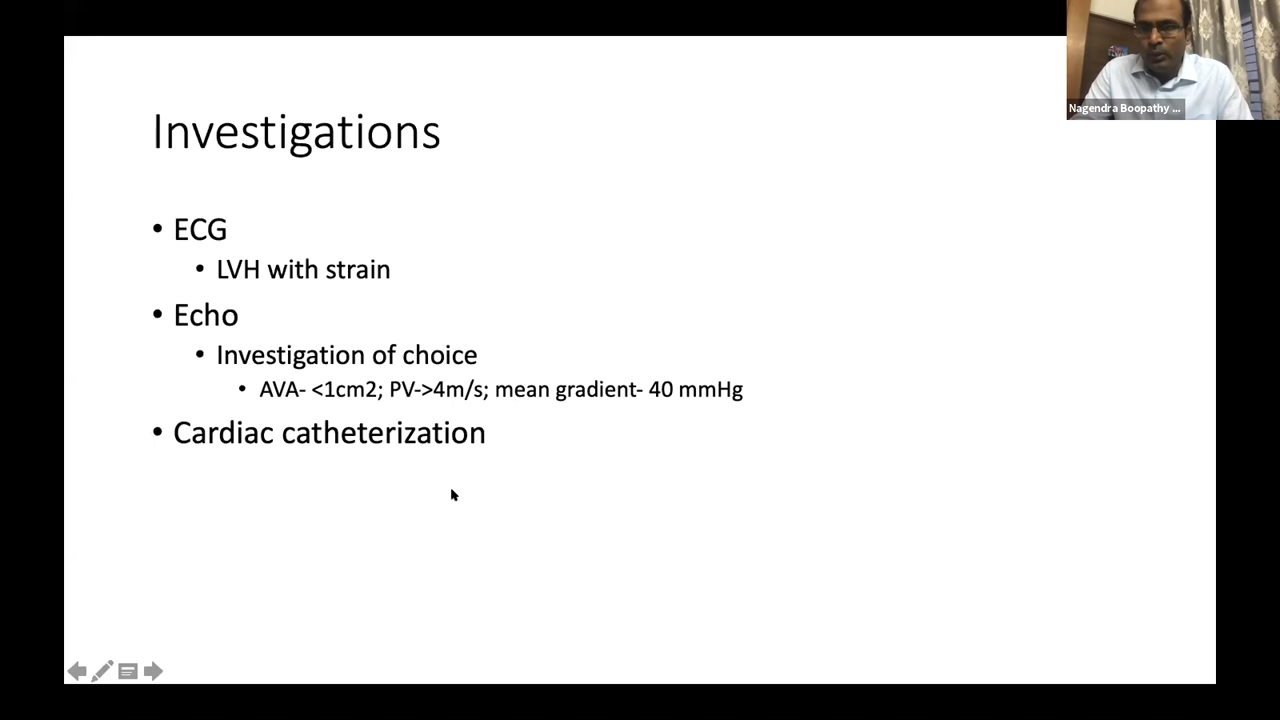 Nagendra Boopathy ...
Investigations
• ECG
• LVH with strain
• Echo
• Investigation of choice
• AVA- <1cm2; PV->4m/s; mean gradient- 40 mmHg
• Cardiac catheterization